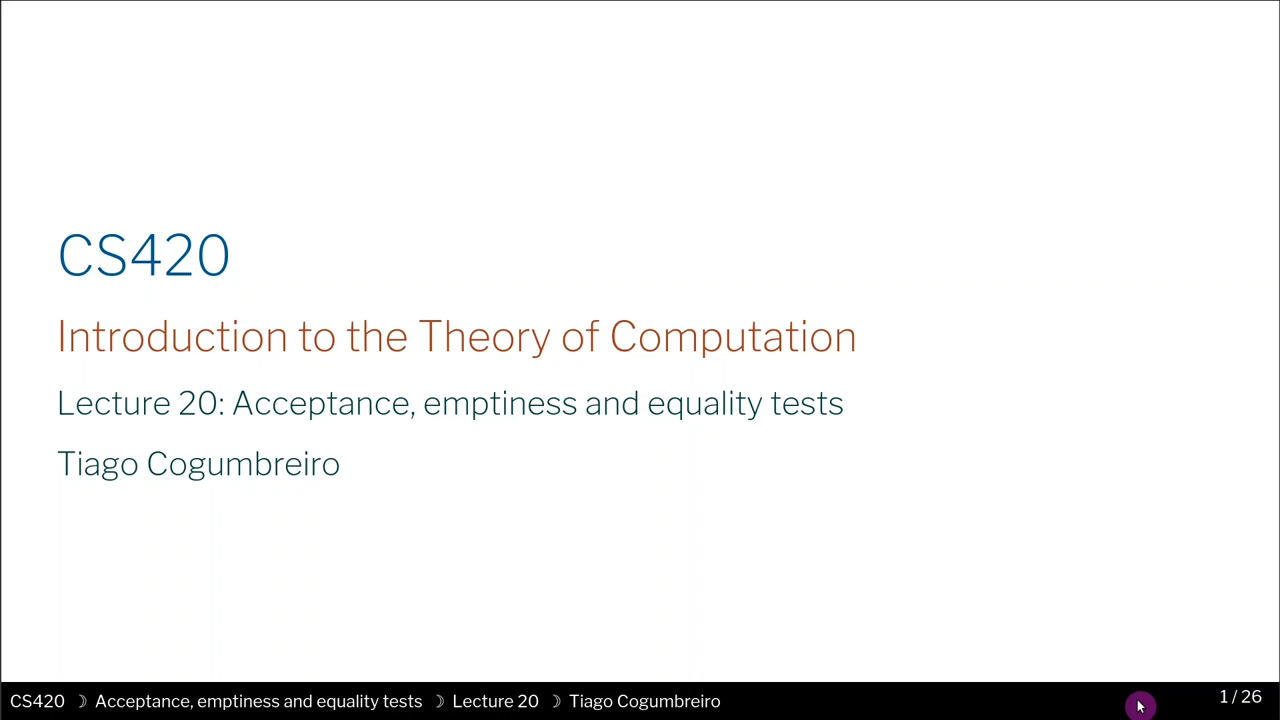 CS420
Introduction to the Theory of Computation
Lecture 20: Acceptance, emptiness and equality tests
Tiago Cogumbreiro
CS420 ☽ Acceptance, emptiness and equality tests ☽ Lecture 20 ☽ Tiago Cogumbreiro 1 / 26